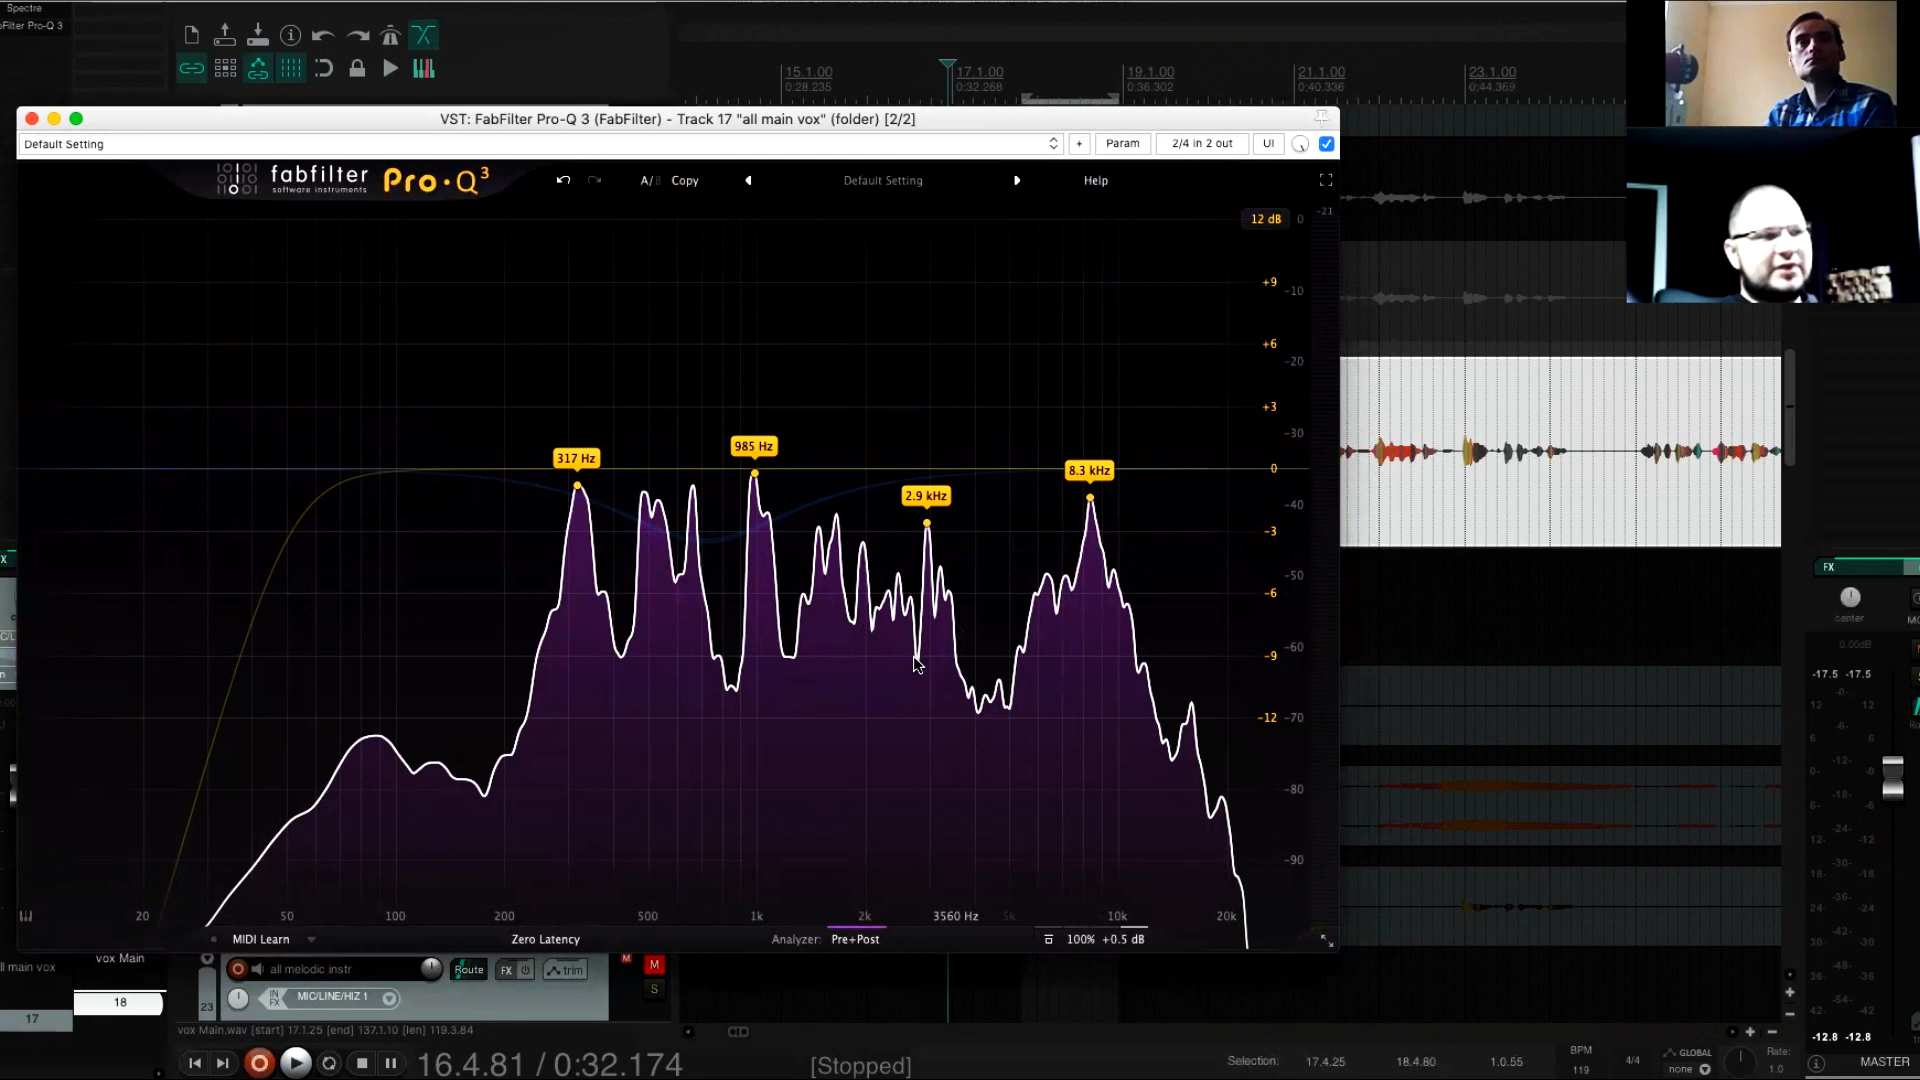 Spectre
Filter Pro-Q 3
15.1.00
0:28.235
17.1.00
0:32.268
19.1.00
0:36.302
21.1.00
0:40.336
23.1.00
0:44.369
VST: FabFilter Pro-Q 3 (FabFilter) - Track 17 "all main vox" (folder) [2/2]
Default Setting
+
Param
2/4 in 2 out
UI
fabfilter
software instruments
Pro·Q3
A/B
Copy
Default Setting
Help
12 dB
0
-21
+9
-10
+6
-20
+3
-30
0
-40
-3
-50
-6
-60
-9
-12
-70
-80
-90
317 Hz
985 Hz
2.9 kHz
8.3 kHz
20
50
100
200
500
1k
2k
3560 Hz
5k
10k
20k
MIDI Learn
Zero Latency
Analyzer:
Pre+Post
100%
+0.5 dB
FX
center
0.00dB
-17.5 -17.5
-12.8 -12.8
MASTER
ll main vox
vox Main
17
18
23
all melodic instr
Route
FX
trim
M
M
S
IN
FX
MIC/LINE/HIZ 1
vox Main.wav [start] 17.1.25 [end] 137.1.10 [len] 119.3.84
16.4.81 / 0:32.174
[Stopped]
Selection:
17.4.25
18.4.80
1.0.55
BPM
119
4/4
GLOBAL
none
Rate:
1.0